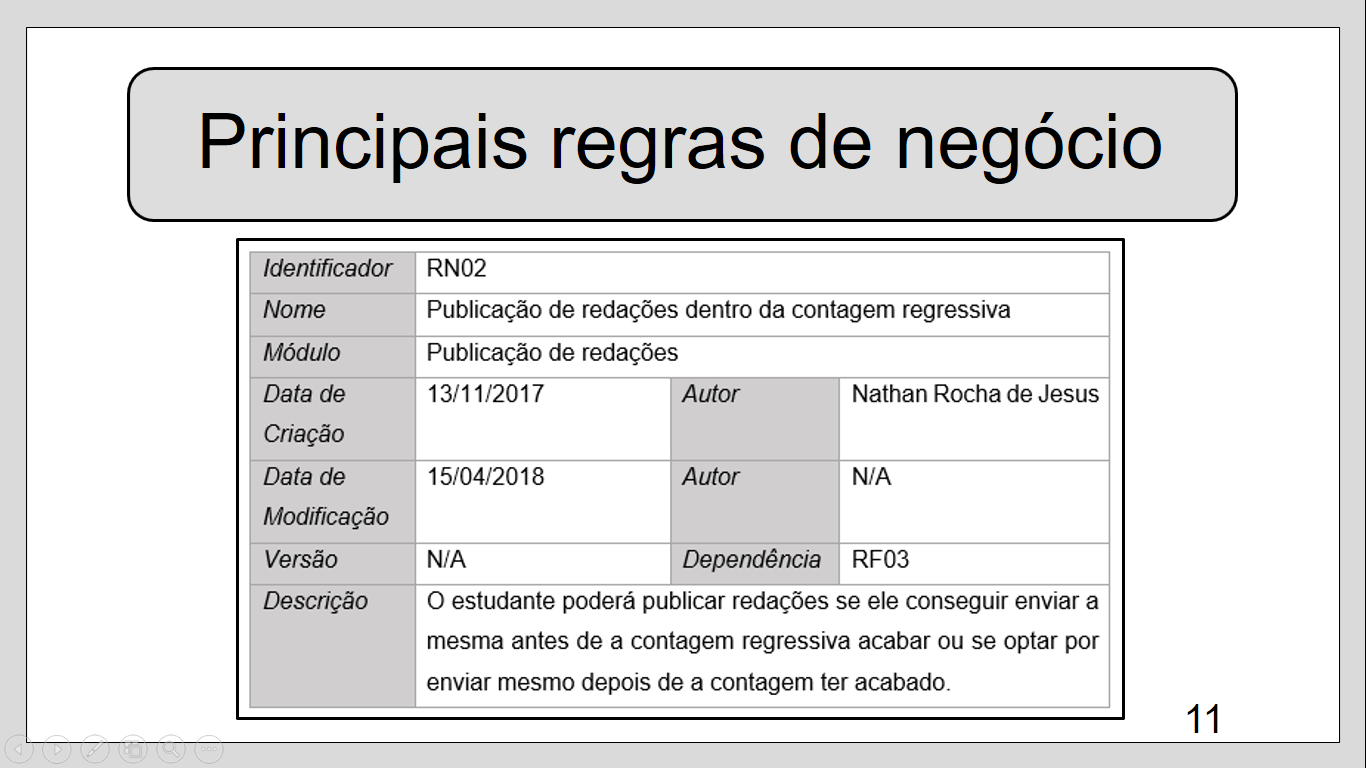 Principais regras de negócio
Identificador RN02
Nome Publicação de redações dentro da contagem regressiva
Módulo Publicação de redações
Data de 13/11/2017 Autor Nathan Rocha de Jesus
Criação
Data de 15/04/2018 Autor N/A
Modificação
Versão N/A Dependência RF03
Descrição O estudante poderá publicar redações se ele conseguir enviar a
mesma antes de a contagem regressiva acabar ou se optar por
enviar mesmo depois de a contagem ter acabado.
11